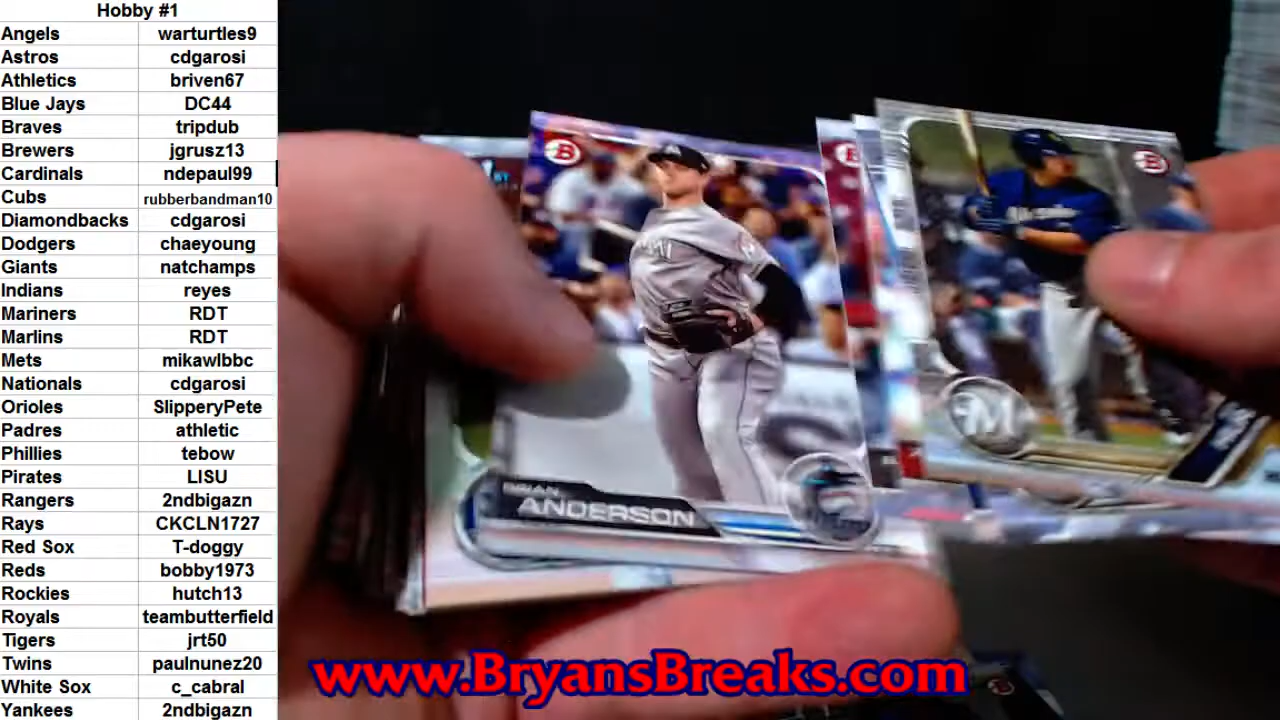 Hobby #1
Angels warturtles9
Astros cdgarosi
Athletics briven67
Blue Jays DC44
Braves tripdub
Brewers jgrusz13
Cardinals ndepaul99
Cubs rubberbandman10
Diamondbacks cdgarosi
Dodgers chaeyoung
Giants natchamps
Indians reyes
Mariners RDT
Marlins RDT
Mets mikawlbbc
Nationals cdgarosi
Orioles SlipperyPete
Padres athletic
Phillies tebow
Pirates LISU
Rangers 2ndbigazn
Rays CKCLN1727
Red Sox T-doggy
Reds bobby1973
Rockies hutch13
Royals teambutterfield
Tigers jrt50
Twins paulnunez20
White Sox c_cabral
Yankees 2ndbigazn
B
B
B
M
BRIAN
ANDERSON
www.BryansBreaks.com